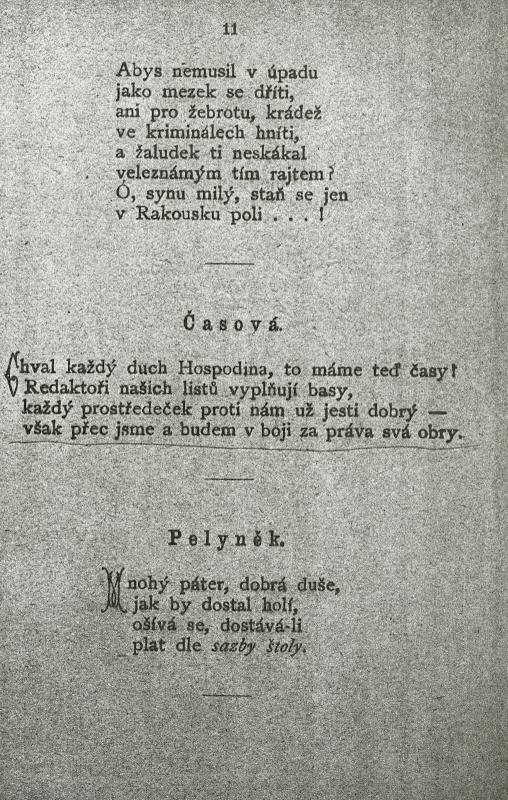 11
Abys nemusil v úpadu
jako mezek se dříti,
ani pro žebrotu, krádež
ve kriminálech hníti,
a žaludek ti neskákal
veleznámým tím rajtem?
Ó, synu milý, staň se jen
v Rakousku poli . . . !
Časová.
Chval každý duch Hospodina, to máme teď časy!
Redaktoři našich listů vyplňují basy,
každý prostředeček proti nám už jesti dobrý —
však přec jsme a budem v boji za práva svá obry.
Pelyněk.
Mnohý páter, dobrá duše,
jak by dostal holí,
ošívá se, dostává-li
plat dle sazby štoly.